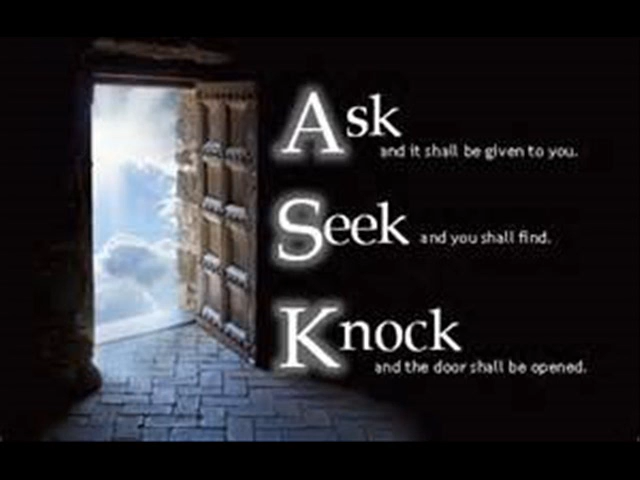 Ask
and it shall be given to you.
Seek and you shall find.
Knock
and the door shall be opened.